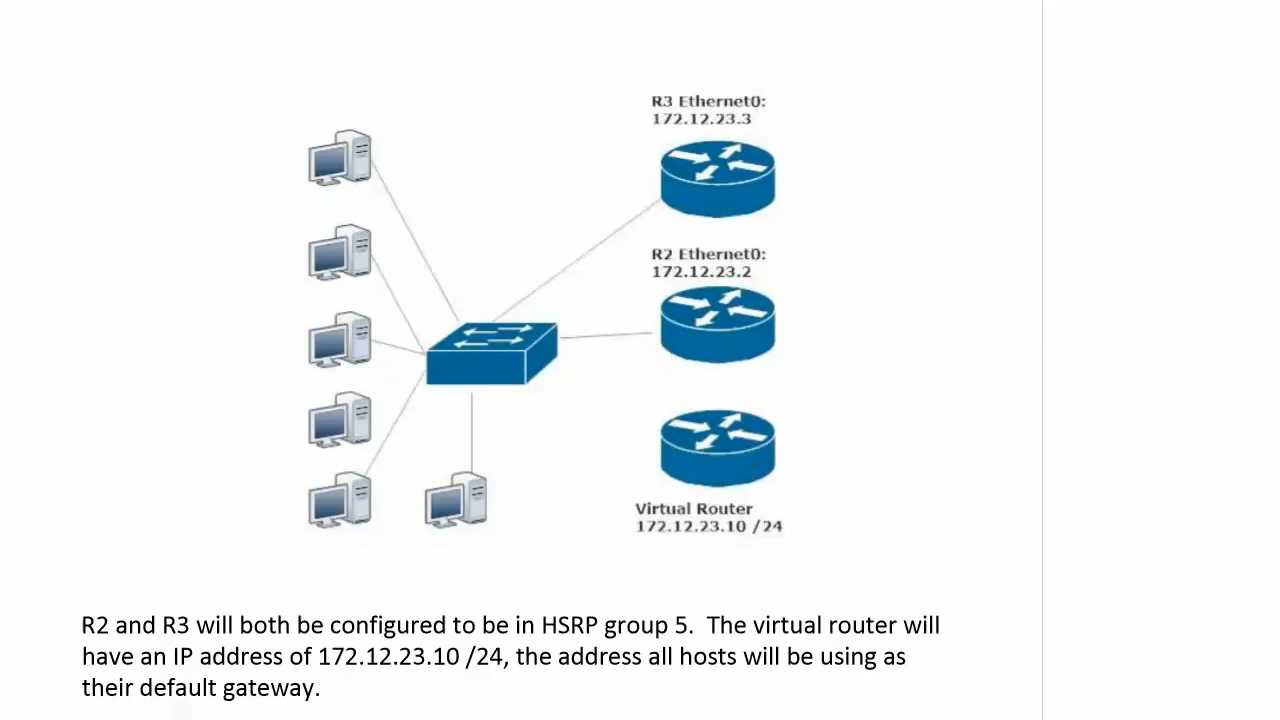 R3 Ethernet0:
172.12.23.3
R2 Ethernet0:
172.12.23.2
Virtual Router
172.12.23.10 /24
R2 and R3 will both be configured to be in HSRP group 5.  The virtual router will
have an IP address of 172.12.23.10 /24, the address all hosts will be using as
their default gateway.